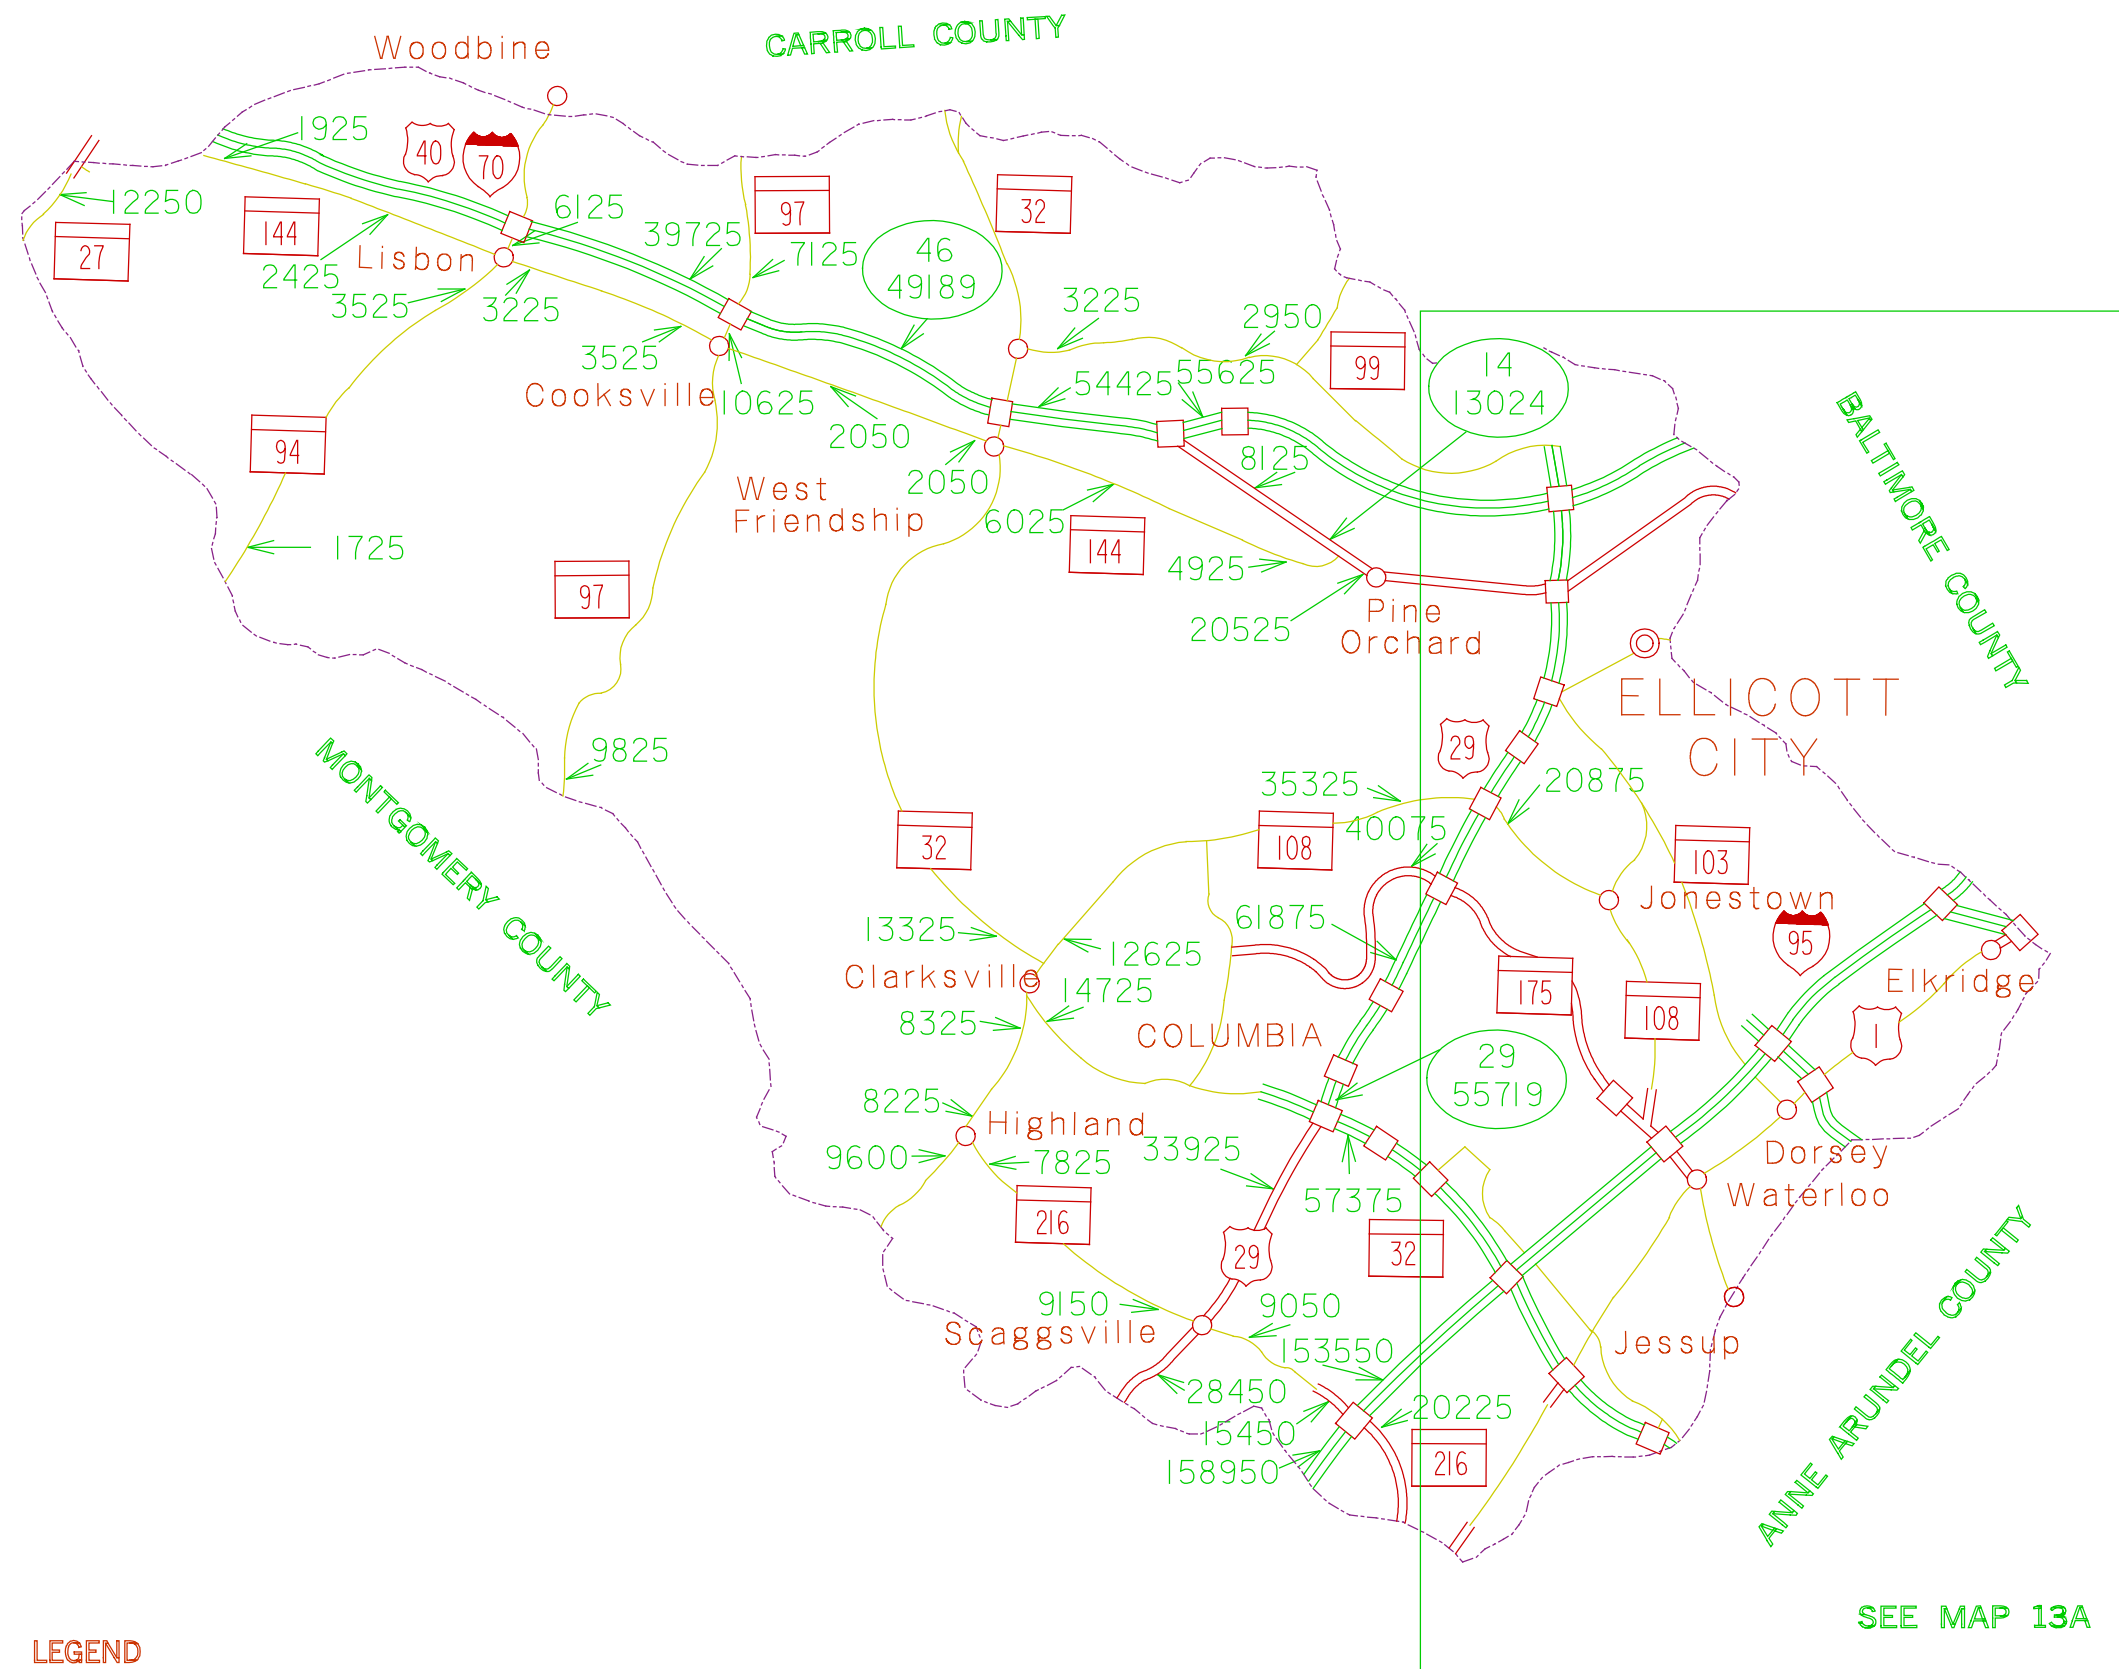 CARROLL COUNTY
Woodbine
1925
40
70
12250
27
144
6125
97
32
39725
7125
46
49189
Lisbon
2425
3525
3225
3225
2950
3525
99
14
13024
Cooksville
10625
54425
55625
2050
94
8125
BALTIMORE COUNTY
2050
West
Friendship
6025
144
1725
4925
97
20525
Pine
Orchard
ELLICOTT
CITY
9825
29
MONTGOMERY COUNTY
35325
20875
40075
32
108
103
Jonestown
61875
13325
95
12625
Clarksville
14725
175
Elkridge
8325
COLUMBIA
108
1
29
55719
8225
Highland
33925
9600
7825
57375
Dorsey
Waterloo
216
32
29
9150
9050
Scaggsville
153550
Jessup
28450
20225
15450
158950
216
ANNE ARUNDEL COUNTY
SEE MAP 13A
LEGEND